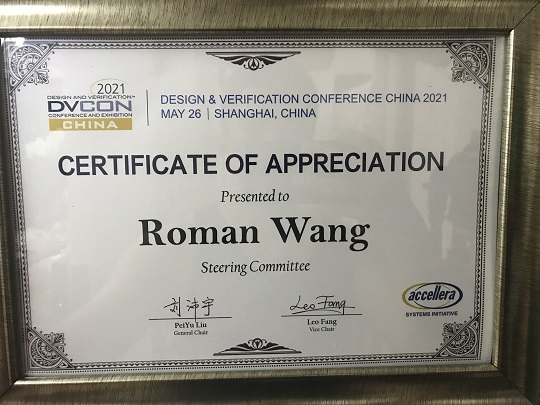 2021
DESIGN AND VERIFICATION™
DVCON
CONFERENCE AND EXHIBITION
CHINA
DESIGN & VERIFICATION CONFERENCE CHINA 2021
MAY 26 | SHANGHAI, CHINA
CERTIFICATE OF APPRECIATION
Presented to
Roman Wang
Steering Committee
刘沛宇
Leo Fang
PeiYu Liu
Leo Fang
General Chair
Vice Chair
accellera
SYSTEMS INITIATIVE